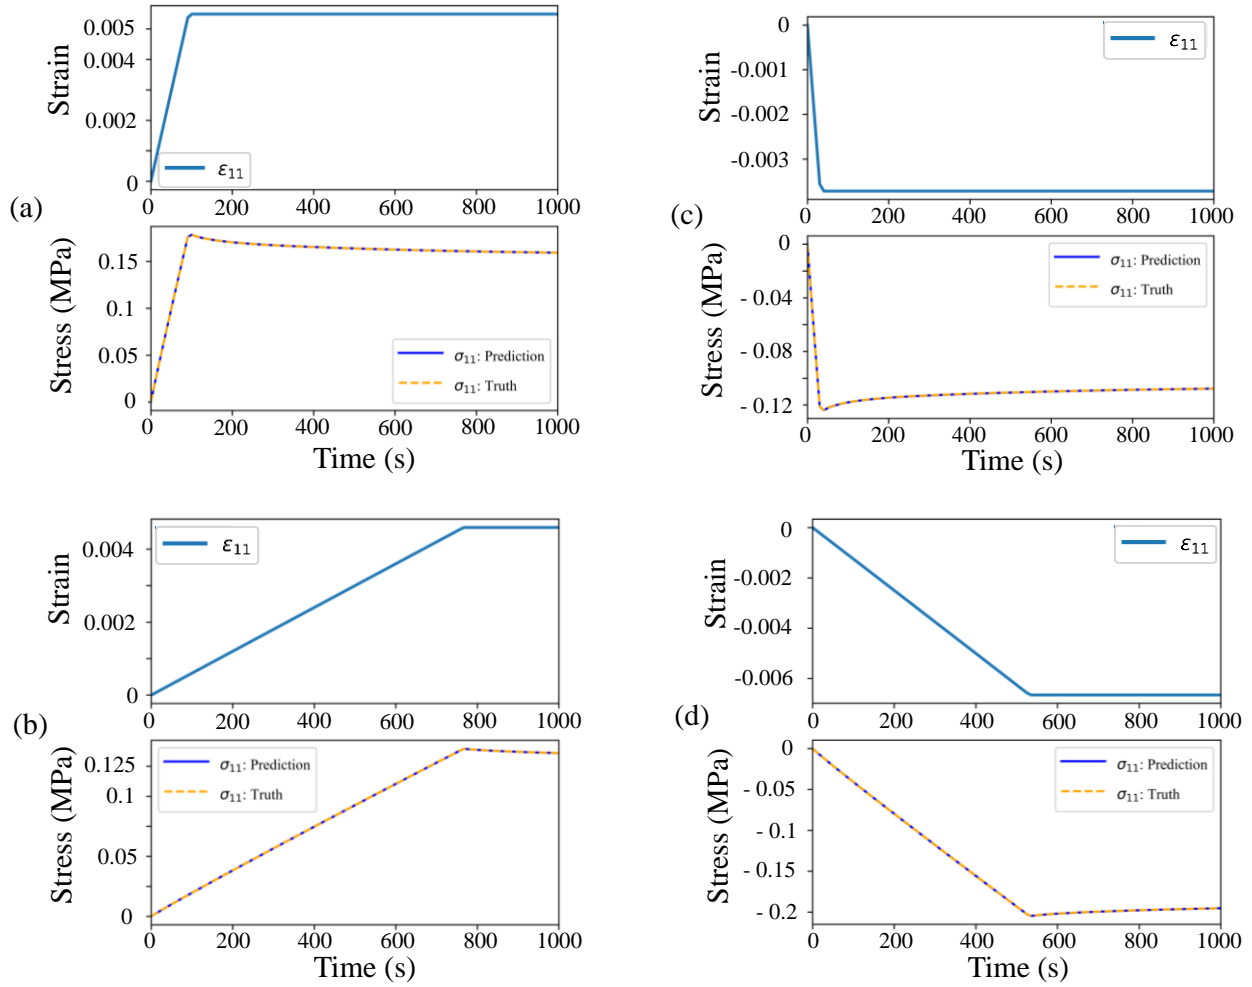 (a)
Strain
0.005
0.004
0.002
0
ε11
0 200 400 600 800 1000
Stress (MPa)
0.15
0.05
0
σ11: Prediction
σ11: Truth
0 200 400 600 800 1000
Time (s)
(c)
Strain
0
-0.001
-0.002
-0.003
ε11
0 200 400 600 800 1000
Stress (MPa)
0
- 0.04
- 0.08
- 0.12
σ11: Prediction
σ11: Truth
0 200 400 600 800 1000
Time (s)
(b)
Strain
0.004
0.002
0
ε11
0 200 400 600 800 1000
Stress (MPa)
0.125
0.1
0.05
0
σ11: Prediction
σ11: Truth
0 200 400 600 800 1000
Time (s)
(d)
Strain
0
-0.002
-0.004
-0.006
ε11
0 200 400 600 800 1000
Stress (MPa)
0
- 0.05
- 0.1
- 0.15
- 0.2
σ11: Prediction
σ11: Truth
0 200 400 600 800 1000
Time (s)